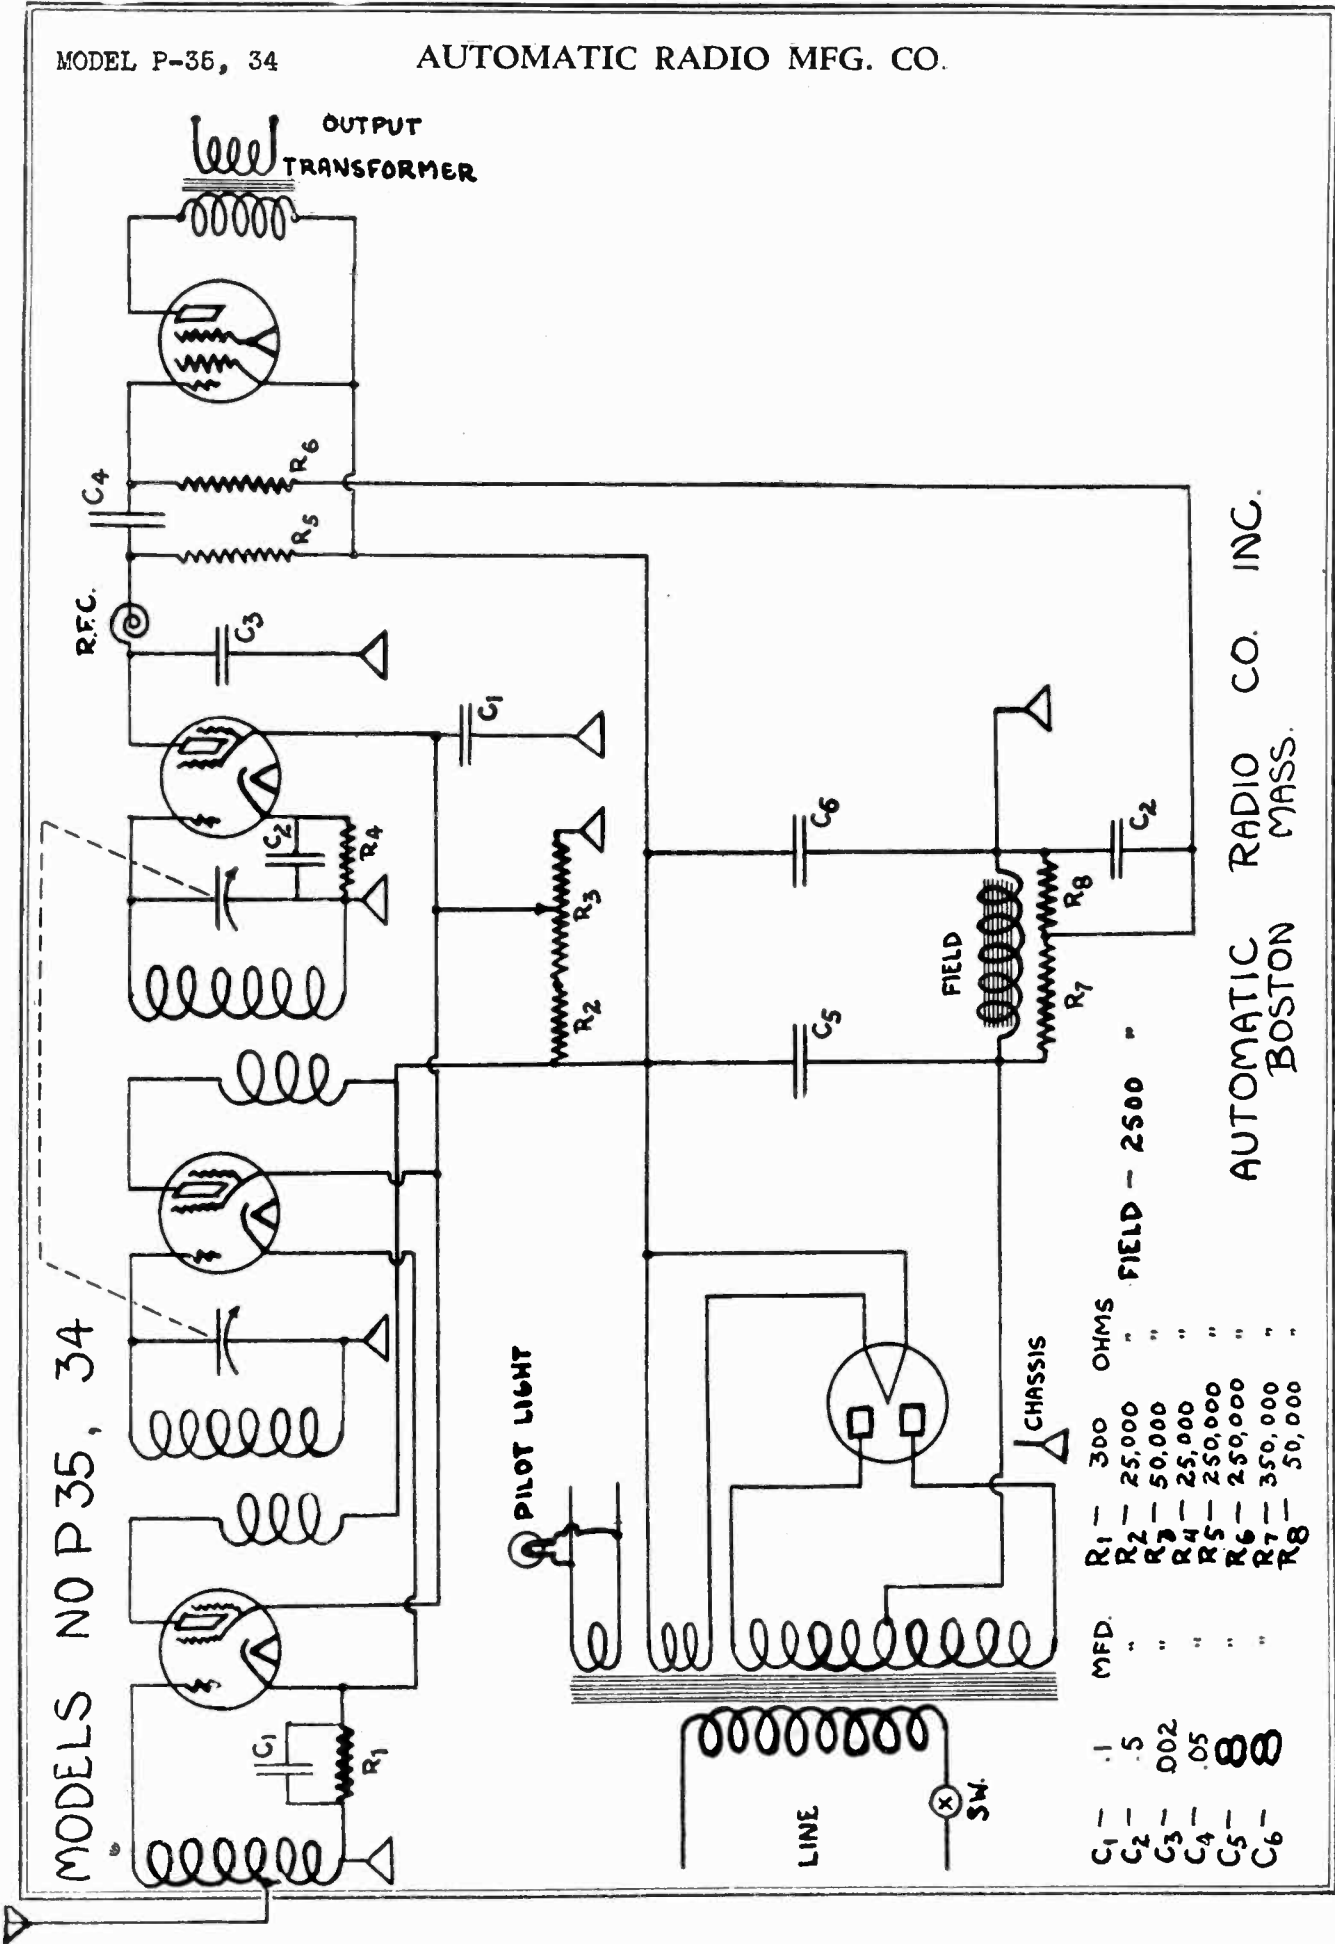 MODEL P-35, 34
AUTOMATIC RADIO MFG. CO.
MODELS NO P 35, 34
OUTPUT
TRANSFORMER
C4
R6
R5
R.F.C.
C3
C1
C2
R4
R3
R2
C6
C2
R8
FIELD
R7
C5
C1
R1
PILOT LIGHT
CHASSIS
LINE
X
SW.
C1 - .1 MFD.
C2 - .5 "
C3 - .002 "
C4 - .05 "
C5 - 8 "
C6 - 8 "
R1 - 300 OHMS
R2 - 25,000 " FIELD - 2500 "
R3 - 50,000 "
R4 - 25,000 "
R5 - 250,000 "
R6 - 250,000 "
R7 - 350,000 "
R8 - 50,000 "
AUTOMATIC RADIO CO. INC.
BOSTON MASS.